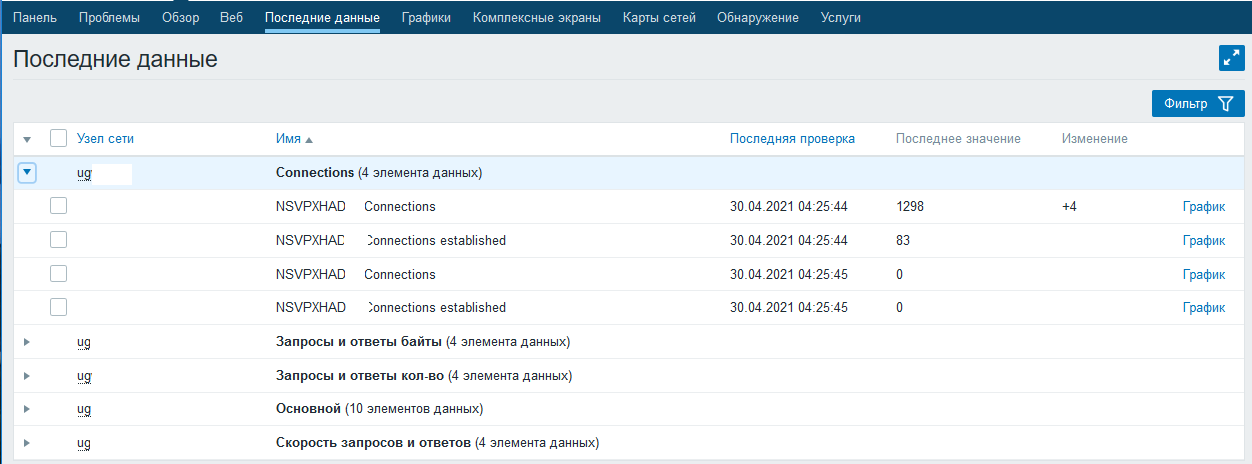 Панель Проблемы Обзор Веб Последние данные Графики Комплексные экраны Карты сетей Обнаружение Услуги
Последние данные
Фильтр
Узел сети Имя Последняя проверка Последнее значение Изменение
ug Connections (4 элемента данных)
NSVPXHAD Connections 30.04.2021 04:25:44 1298 +4 График
NSVPXHAD Connections established 30.04.2021 04:25:44 83 График
NSVPXHAD Connections 30.04.2021 04:25:45 0 График
NSVPXHAD Connections established 30.04.2021 04:25:45 0 График
ug Запросы и ответы байты (4 элемента данных)
ug Запросы и ответы кол-во (4 элемента данных)
ug Основной (10 элементов данных)
ug Скорость запросов и ответов (4 элемента данных)